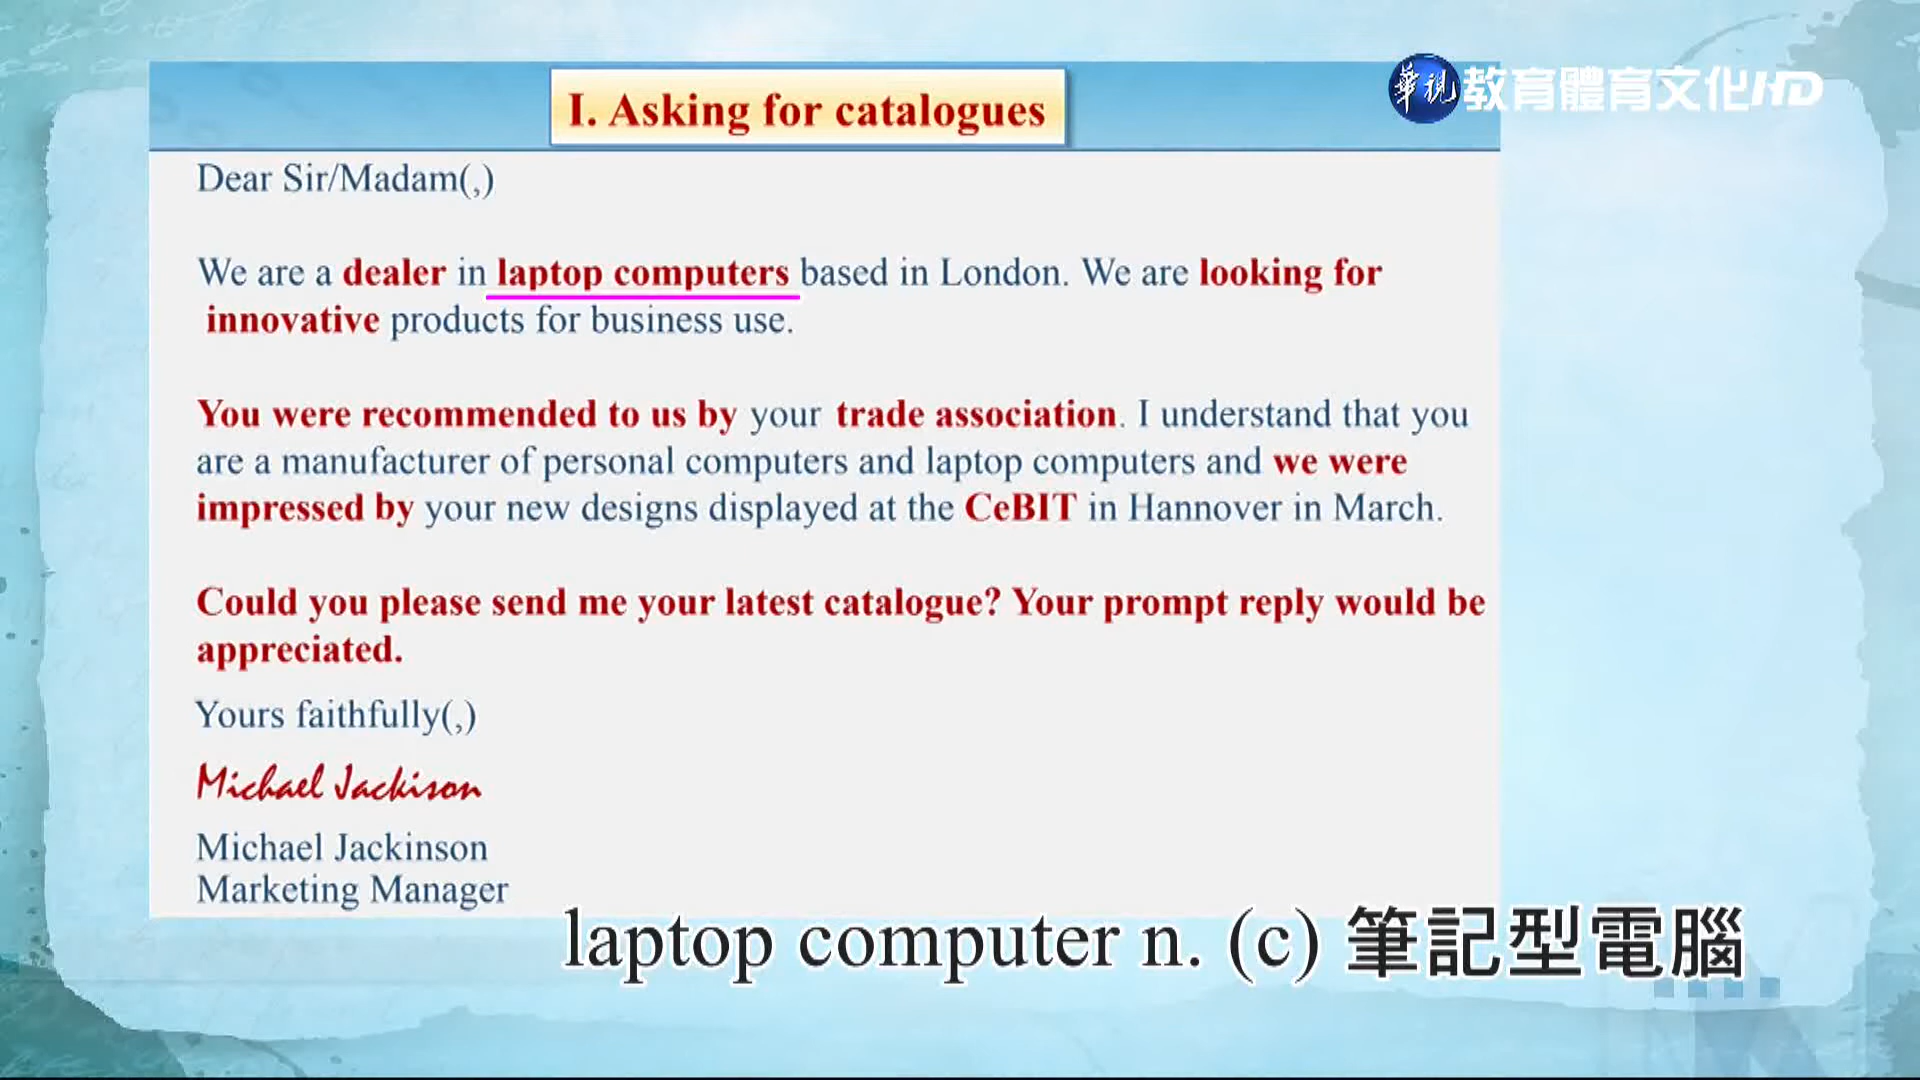 I. Asking for catalogues
華視 教育體育文化HD
Dear Sir/Madam(,)
We are a dealer in laptop computers based in London. We are looking for
innovative products for business use.
You were recommended to us by your trade association. I understand that you
are a manufacturer of personal computers and laptop computers and we were
impressed by your new designs displayed at the CeBIT in Hannover in March.
Could you please send me your latest catalogue? Your prompt reply would be
appreciated.
Yours faithfully(,)
Michael Jackison
Michael Jackinson
Marketing Manager
laptop computer n. (c) 筆記型電腦